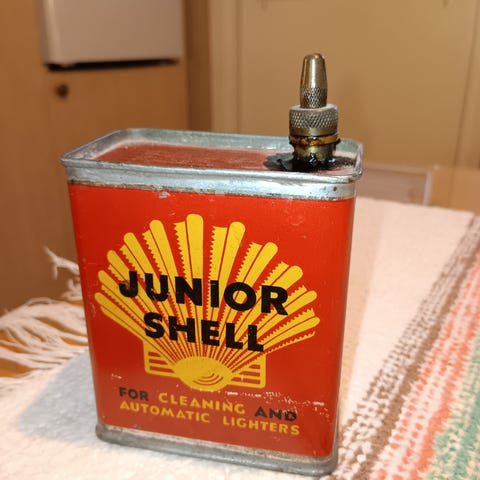 JUNIOR
SHELL
FOR CLEANING AND
AUTOMATIC LIGHTERS